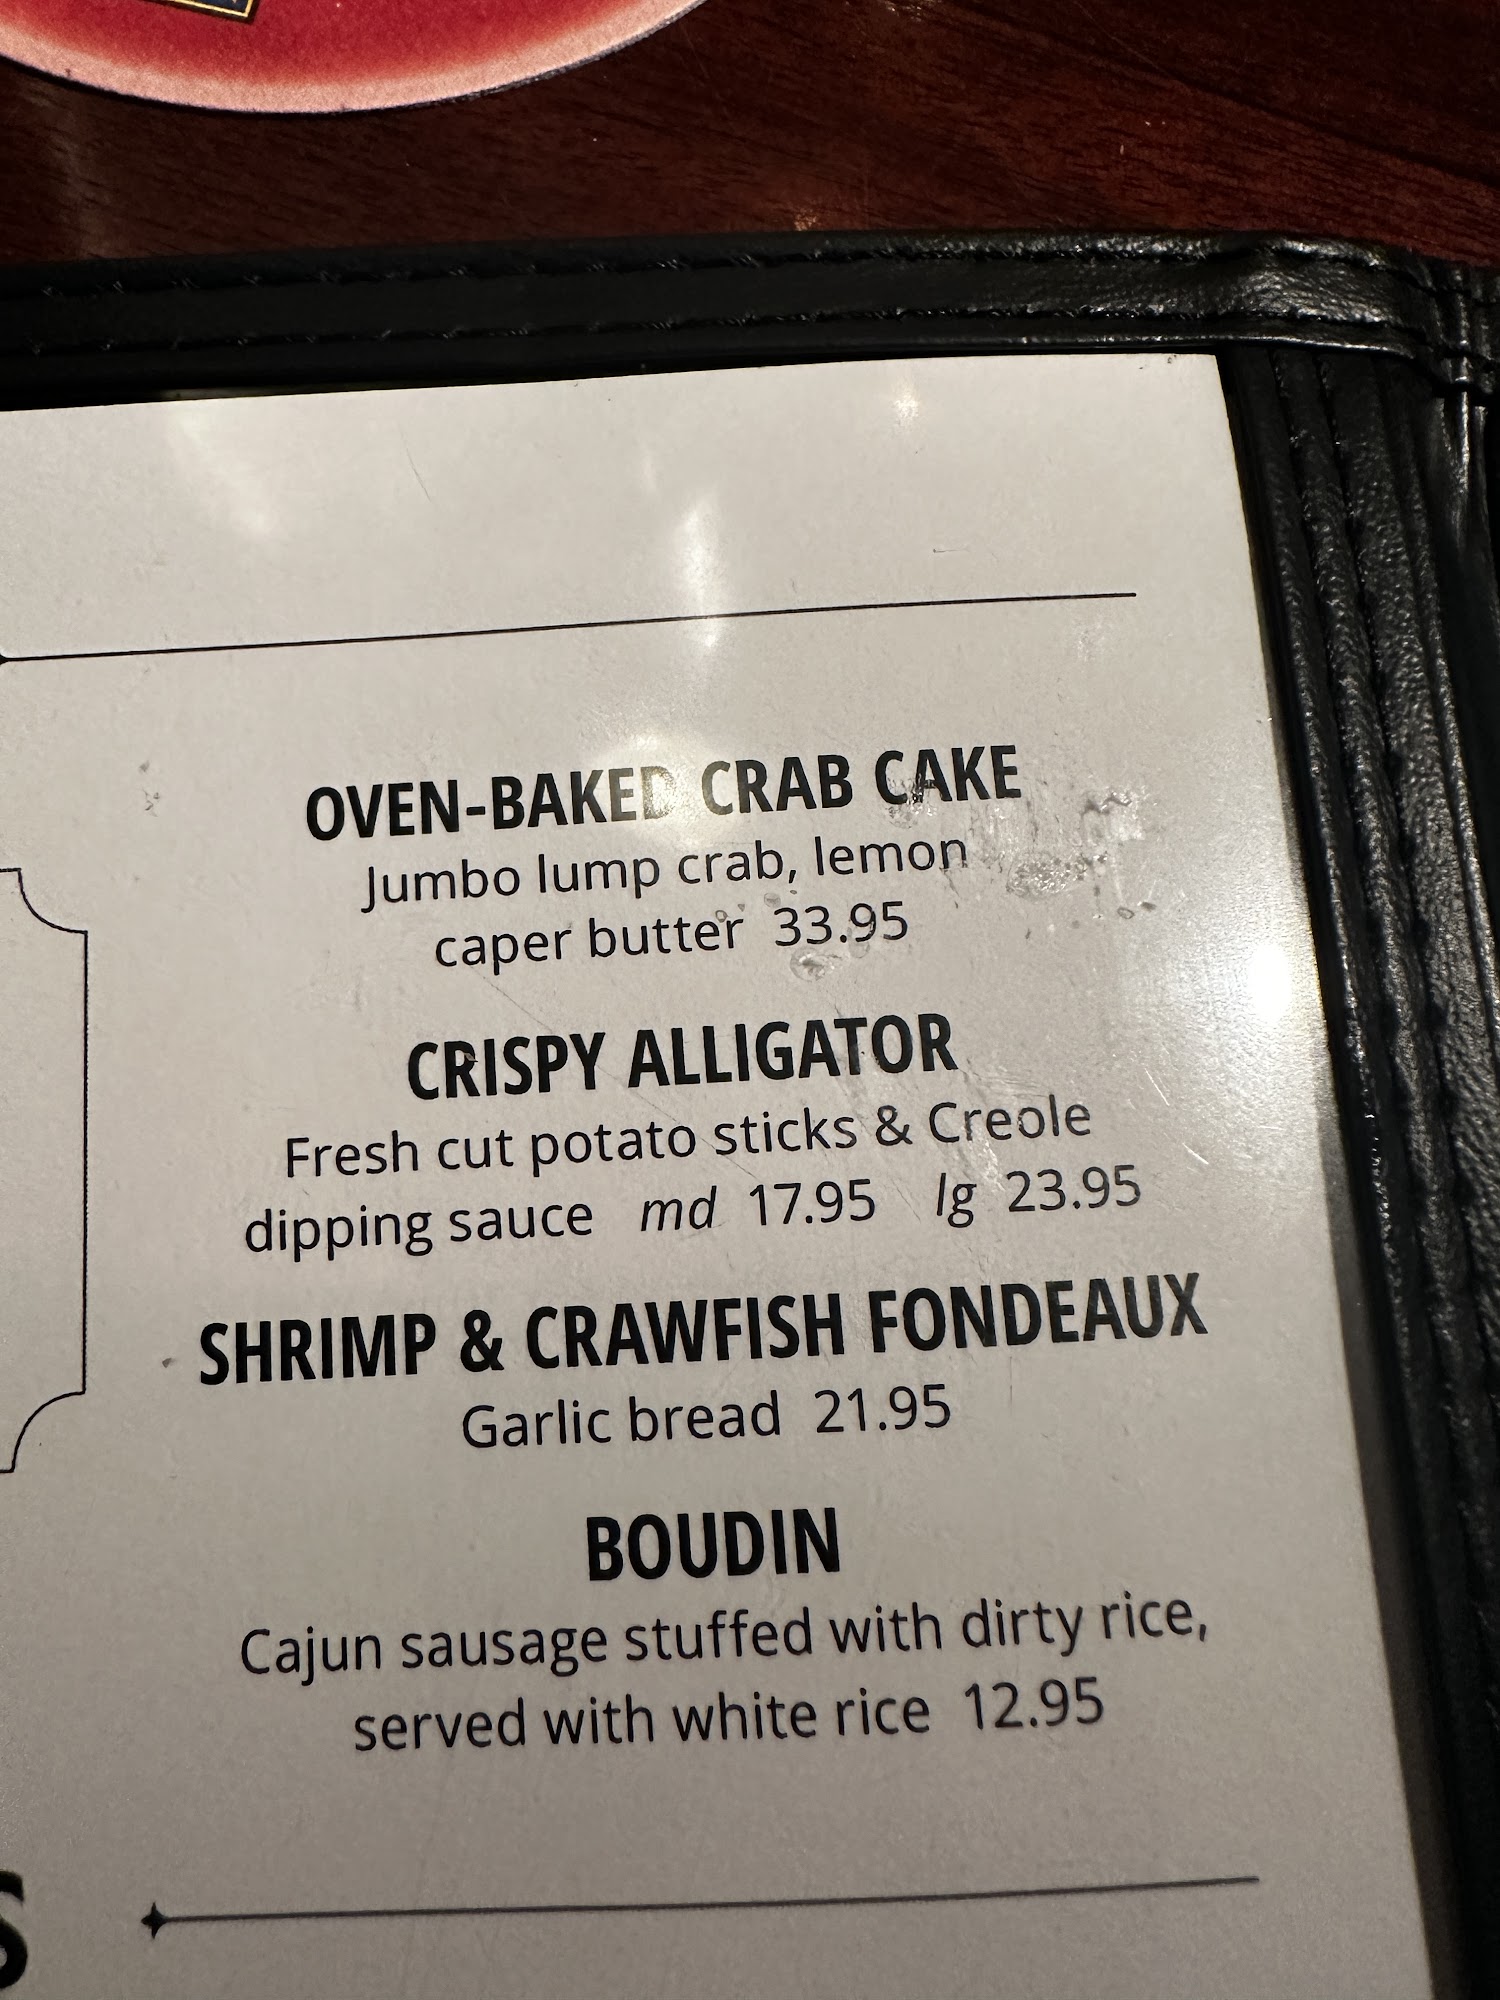 OVEN-BAKED CRAB CAKE
Jumbo lump crab, lemon
caper butter 33.95
CRISPY ALLIGATOR
Fresh cut potato sticks & Creole
dipping sauce md 17.95 lg 23.95
SHRIMP & CRAWFISH FONDEAUX
Garlic bread 21.95
BOUDIN
Cajun sausage stuffed with dirty rice,
served with white rice 12.95
S